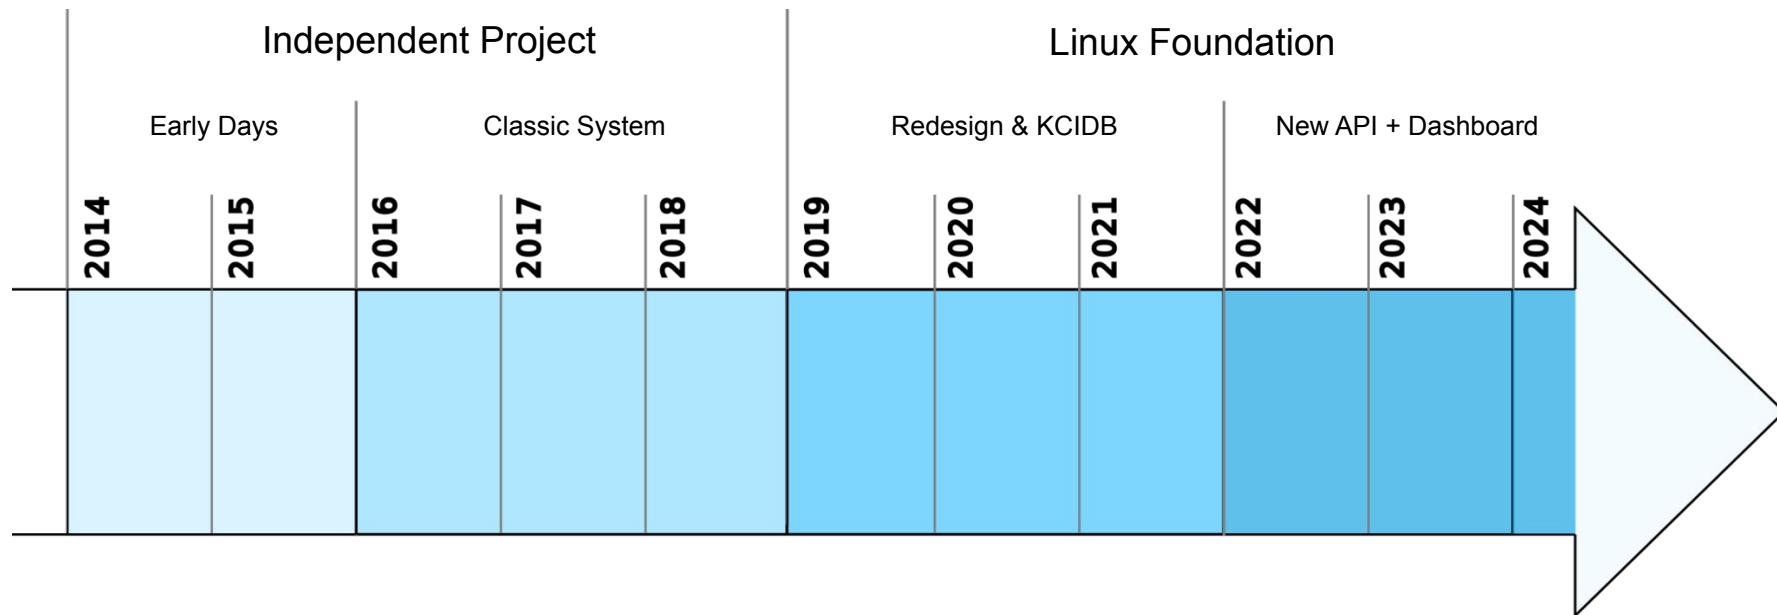 Independent Project
Linux Foundation
Early Days
Classic System
Redesign & KCIDB
New API + Dashboard
2014
2015
2016
2017
2018
2019
2020
2021
2022
2023
2024